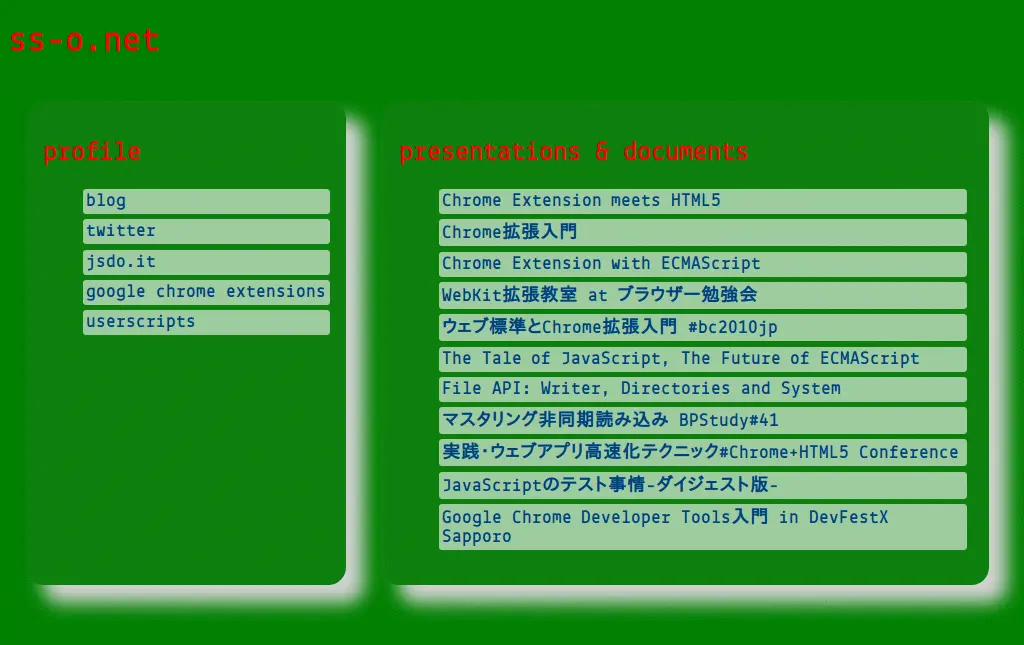 ss-o.net
profile
blog
twitter
jsdo.it
google chrome extensions
userscripts
presentations & documents
Chrome Extension meets HTML5
Chrome拡張入門
Chrome Extension with ECMAScript
WebKit拡張教室 at ブラウザー勉強会
ウェブ標準とChrome拡張入門 #bc2010jp
The Tale of JavaScript, The Future of ECMAScript
File API: Writer, Directories and System
マスタリング非同期読み込み BPStudy#41
実践・ウェブアプリ高速化テクニック#Chrome+HTML5 Conference
JavaScriptのテスト事情-ダイジェスト版-
Google Chrome Developer Tools入門 in DevFestX
Sapporo